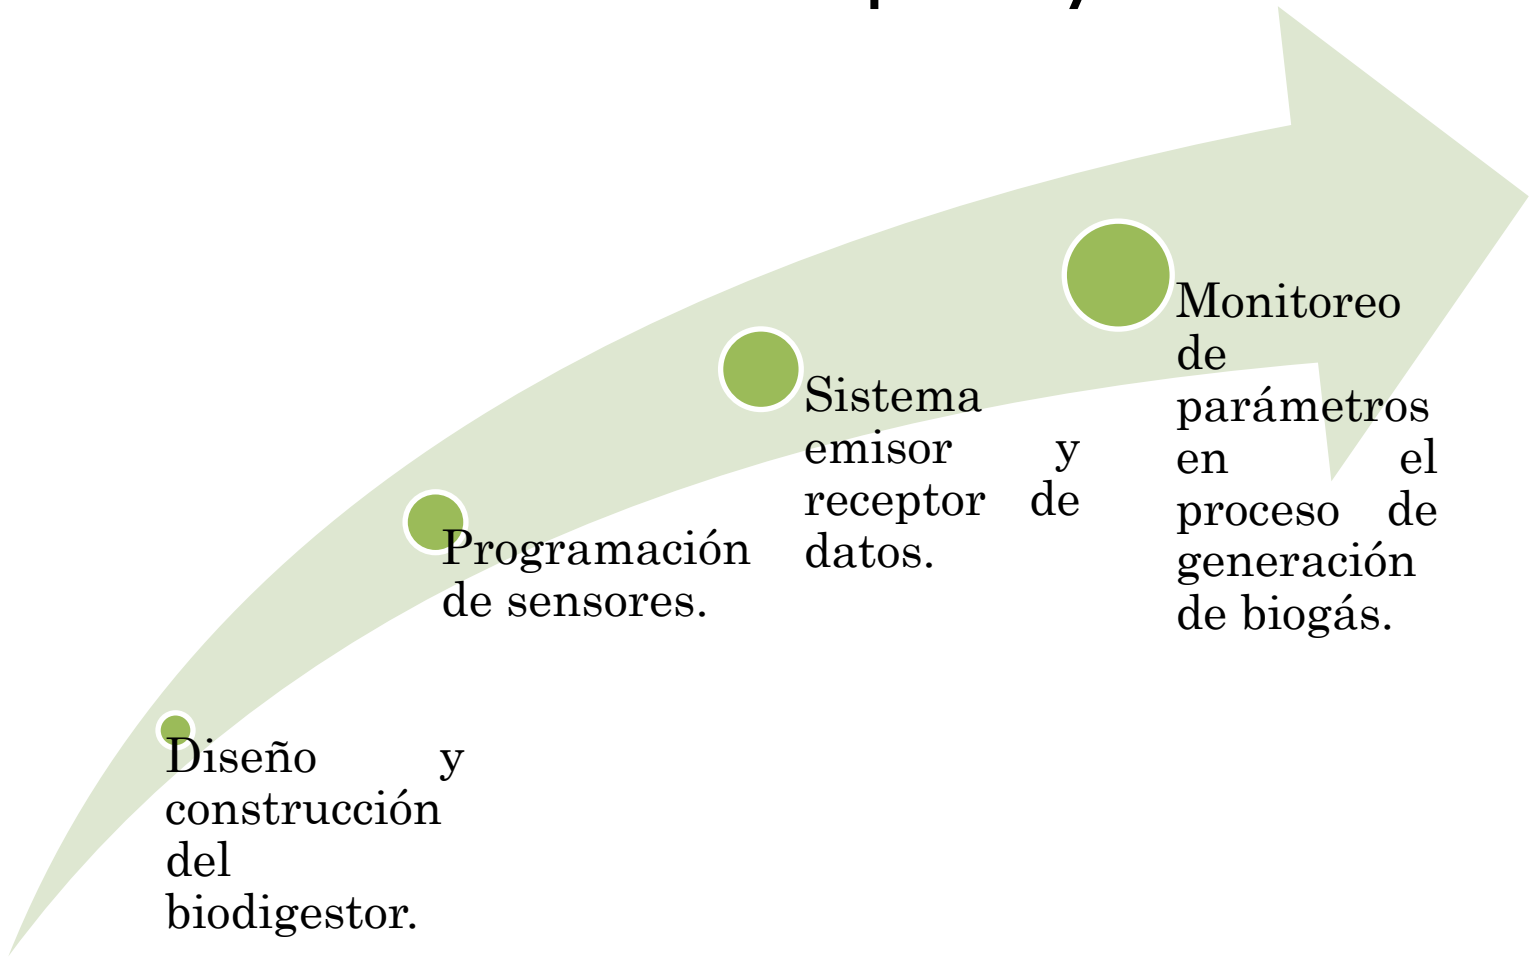 Diseño y
construcción
del
biodigestor.
Programación
de sensores.
Sistema
emisor y
receptor de
datos.
Monitoreo
de
parámetros
en el
proceso de
generación
de biogás.